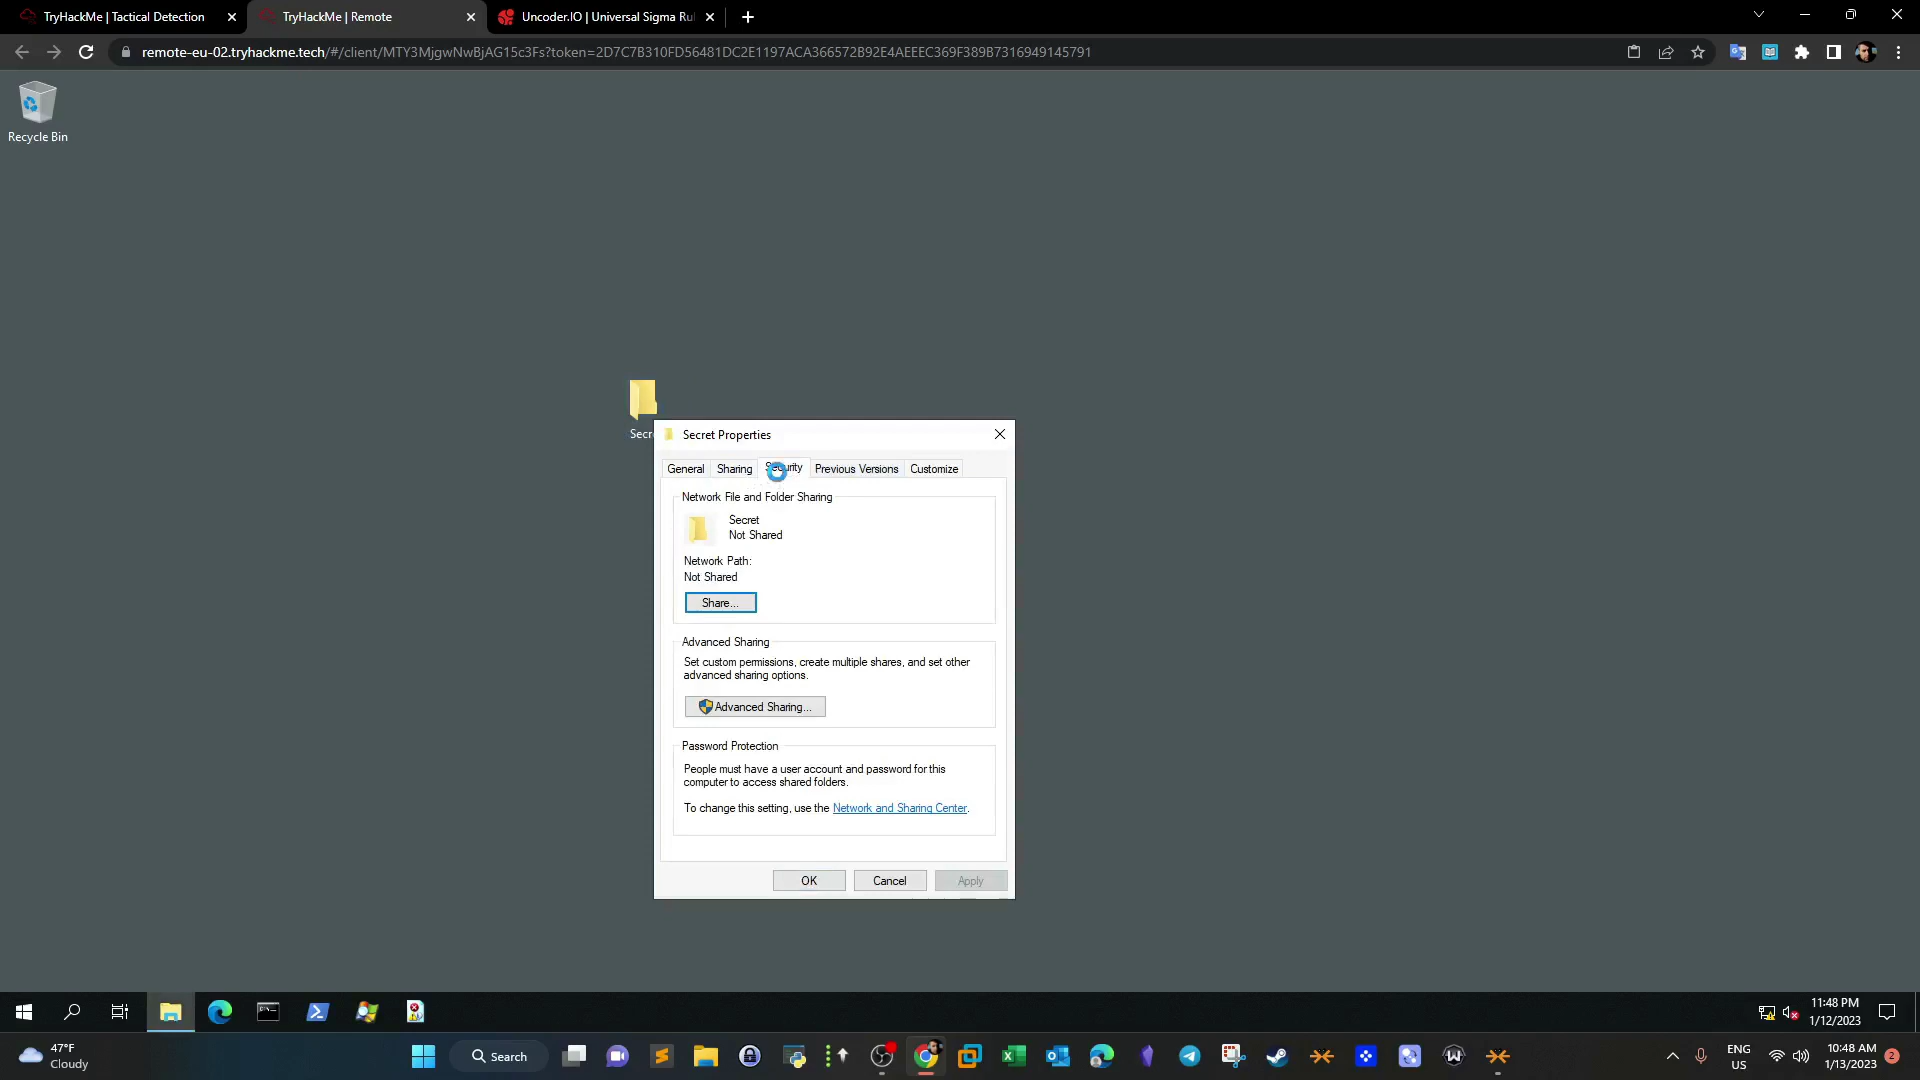 TryHackMe | Tactical Detection
TryHackMe | Remote
Uncoder.IO | Universal Sigma Ru
remote-eu-02.tryhackme.tech/#/client/MTY3MjgwNwBjAG15c3Fs?token=2D7C7B310FD56481DC2E1197ACA366572B92E4AEEEC369F389B7316949145791
Recycle Bin
Secr
Secret Properties
General
Sharing
Security
Previous Versions
Customize
Network File and Folder Sharing
Secret
Not Shared
Network Path:
Not Shared
Share...
Advanced Sharing
Set custom permissions, create multiple shares, and set other
advanced sharing options.
Advanced Sharing...
Password Protection
People must have a user account and password for this
computer to access shared folders.
To change this setting, use the Network and Sharing Center.
OK
Cancel
Apply
11:48 PM
1/12/2023
47°F
Cloudy
Search
ENG
US
10:48 AM
1/13/2023
2